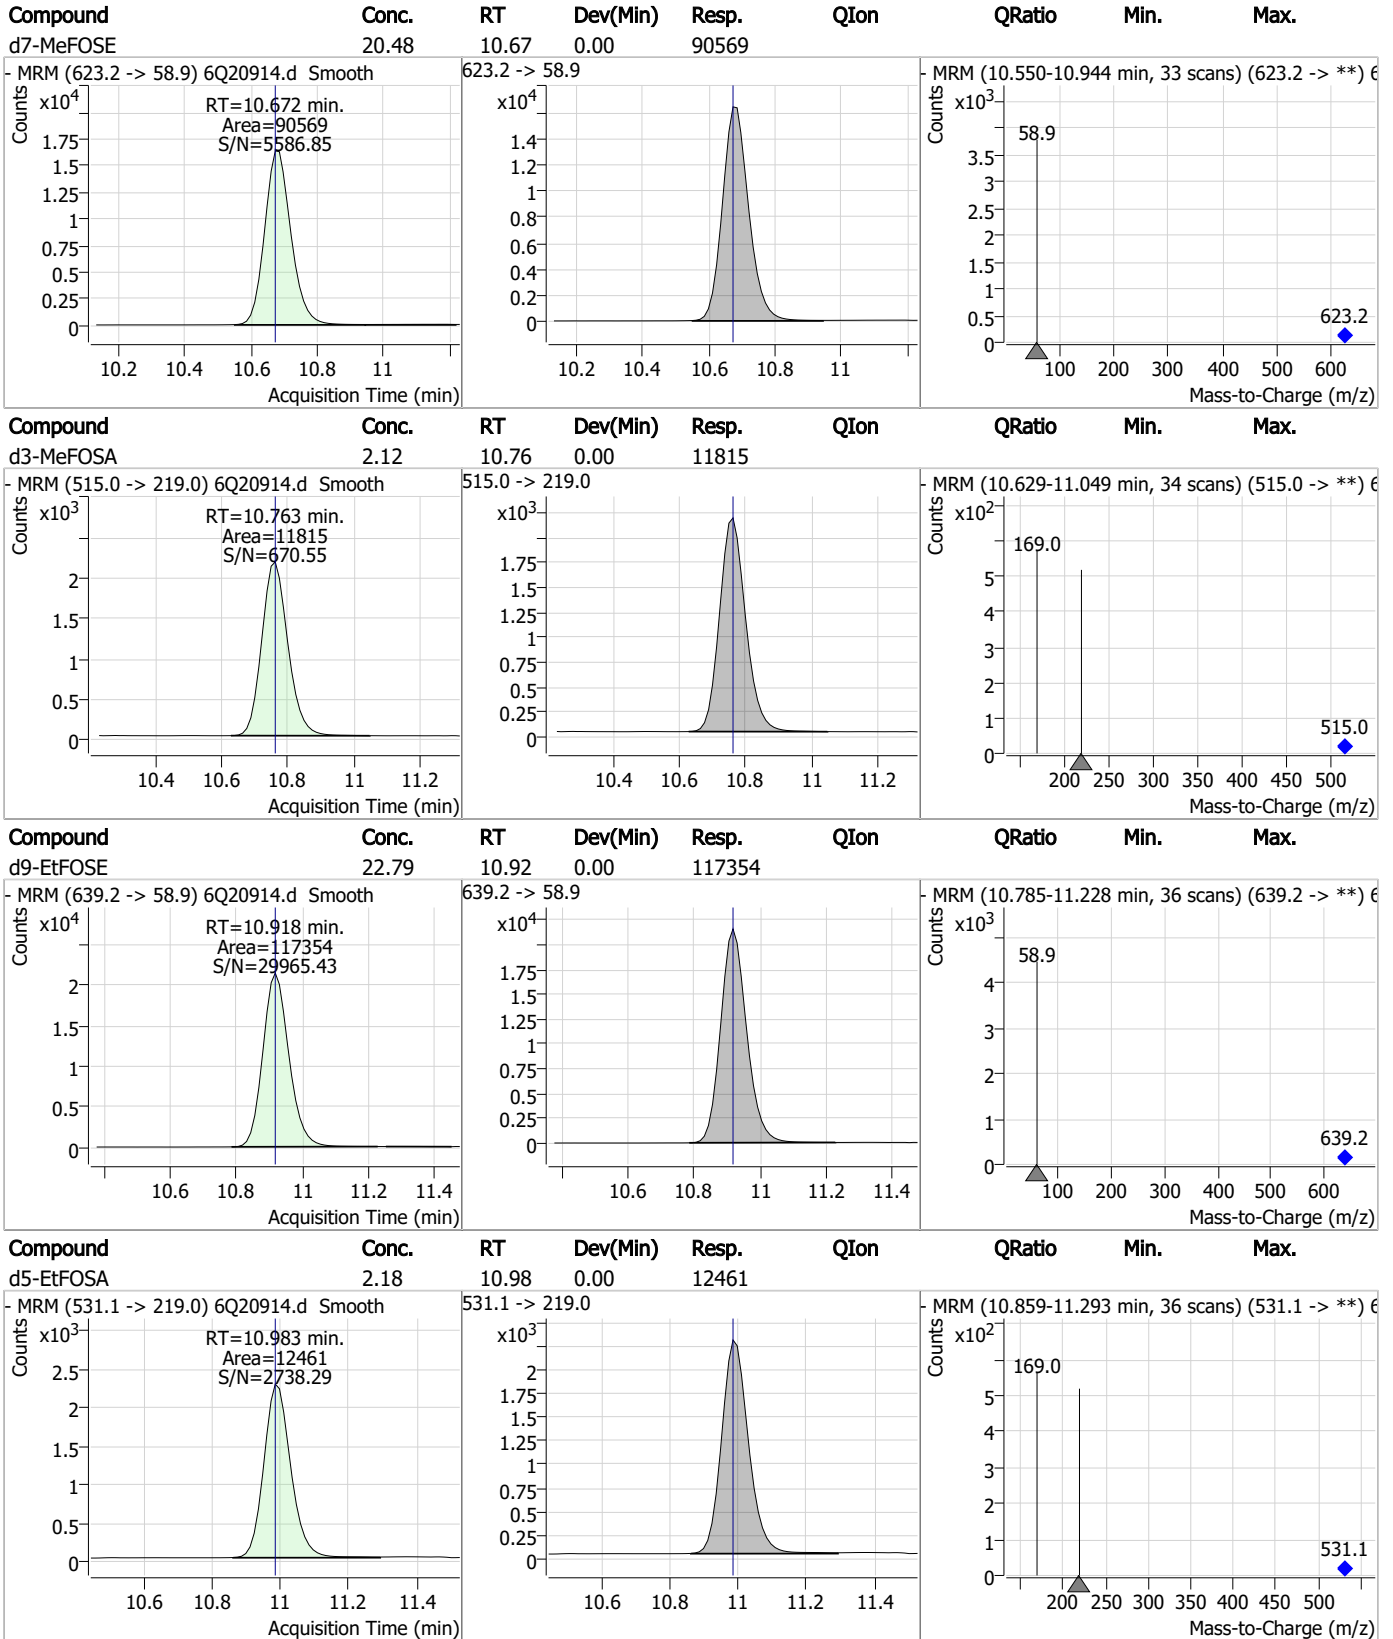 Compound Conc. RT Dev(Min) Resp. QIon QRatio Min. Max.
d7-MeFOSE 20.48 10.67 0.00 90569
- MRM (623.2 -> 58.9) 6Q20914.d Smooth 623.2 -> 58.9 - MRM (10.550-10.944 min, 33 scans) (623.2 -> **) 6
Counts x10^4 RT=10.672 min. x10^4 Counts x10^3
Area=90569 58.9
S/N=5586.85
1.75 1.4 3.5
1.5 1.2 3
1.25 1 2.5
1 0.8 2
0.75 0.6 1.5
0.5 0.4 1
0.25 0.2 0.5 623.2
0 0 0
10.2 10.4 10.6 10.8 11 10.2 10.4 10.6 10.8 11 100 200 300 400 500 600
Acquisition Time (min) Mass-to-Charge (m/z)
Compound Conc. RT Dev(Min) Resp. QIon QRatio Min. Max.
d3-MeFOSA 2.12 10.76 0.00 11815
- MRM (515.0 -> 219.0) 6Q20914.d Smooth 515.0 -> 219.0 - MRM (10.629-11.049 min, 34 scans) (515.0 -> **) 6
Counts x10^3 RT=10.763 min. x10^3 Counts x10^2
Area=11815 169.0
S/N=670.55
2 1.75 5
1.5 1.5 4
1 1.25 3
0.5 1 2
0 0.75 1 515.0
0.5 0
0.25
0
10.4 10.6 10.8 11 11.2 10.4 10.6 10.8 11 11.2 200 250 300 350 400 450 500
Acquisition Time (min) Mass-to-Charge (m/z)
Compound Conc. RT Dev(Min) Resp. QIon QRatio Min. Max.
d9-EtFOSE 22.79 10.92 0.00 117354
- MRM (639.2 -> 58.9) 6Q20914.d Smooth 639.2 -> 58.9 - MRM (10.785-11.228 min, 36 scans) (639.2 -> **) 6
Counts x10^4 RT=10.918 min. x10^4 Counts x10^3
Area=117354 58.9
S/N=29965.43
2 1.75 4
1.5 1.5 3
1 1.25 2
0.5 1 1 639.2
0 0.75 0
0.5
0.25
0
10.6 10.8 11 11.2 11.4 10.6 10.8 11 11.2 11.4 100 200 300 400 500 600
Acquisition Time (min) Mass-to-Charge (m/z)
Compound Conc. RT Dev(Min) Resp. QIon QRatio Min. Max.
d5-EtFOSA 2.18 10.98 0.00 12461
- MRM (531.1 -> 219.0) 6Q20914.d Smooth 531.1 -> 219.0 - MRM (10.859-11.293 min, 36 scans) (531.1 -> **) 6
Counts x10^3 RT=10.983 min. x10^3 Counts x10^2
Area=12461 169.0
S/N=2738.29
2.5 2 5
2 1.75 4
1.5 1.5 3
1 1.25 2
0.5 1 1 531.1
0 0.75 0
0.5
0.25
0
10.6 10.8 11 11.2 11.4 10.6 10.8 11 11.2 11.4 200 250 300 350 400 450 500
Acquisition Time (min) Mass-to-Charge (m/z)